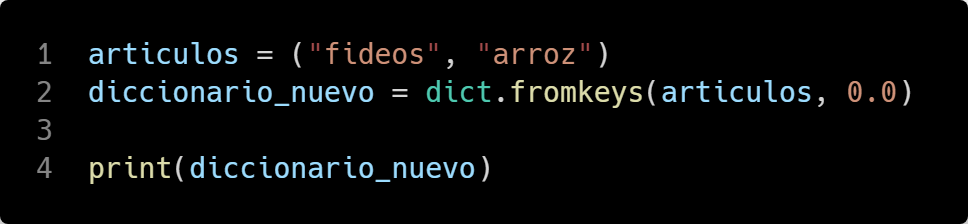 1 articulos = ("fideos", "arroz")
2 diccionario_nuevo = dict.fromkeys(articulos, 0.0)
3
4 print(diccionario_nuevo)